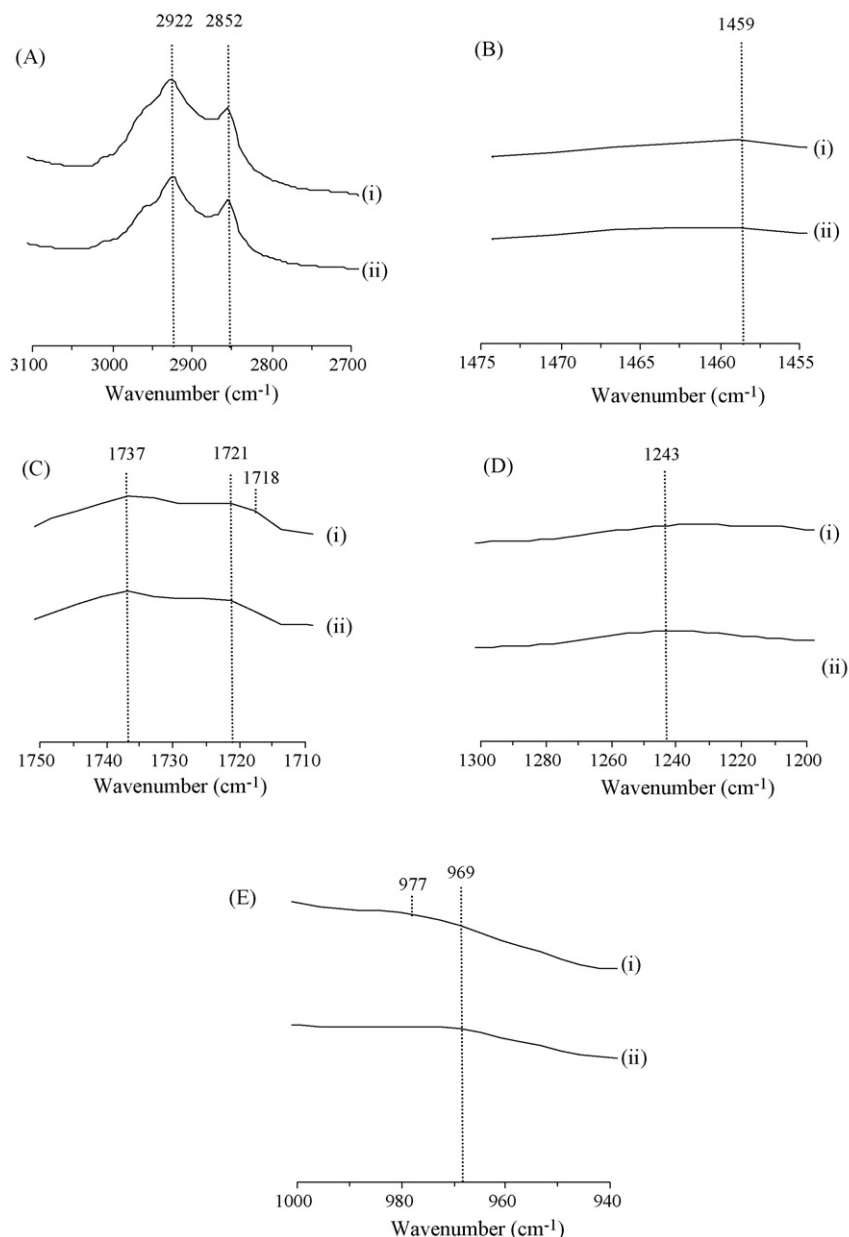 2922 2852
(A)
(i)
(ii)
3100 3000 2900 2800 2700
Wavenumber (cm-1)
1459
(B)
(i)
(ii)
1475 1470 1465 1460 1455
Wavenumber (cm-1)
(C)
1737 1721
1718
(i)
(ii)
1750 1740 1730 1720 1710
Wavenumber (cm-1)
(D)
1243
(i)
(ii)
1300 1280 1260 1240 1220 1200
Wavenumber (cm-1)
(E)
977 969
(i)
(ii)
1000 980 960 940
Wavenumber (cm-1)